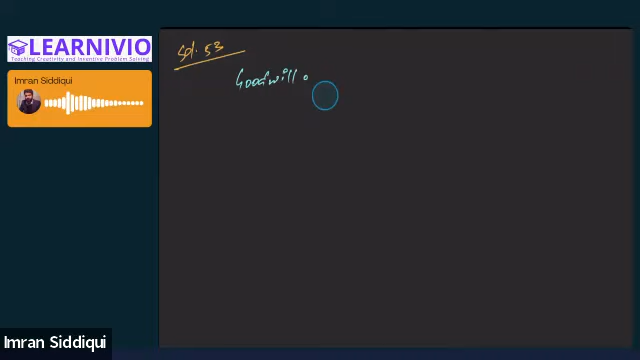 LEARNIVIO
Teaching Creativity and Inventive Problem Solving
Imran Siddiqui
Sol. 53
Goodwill
Imran Siddiqui